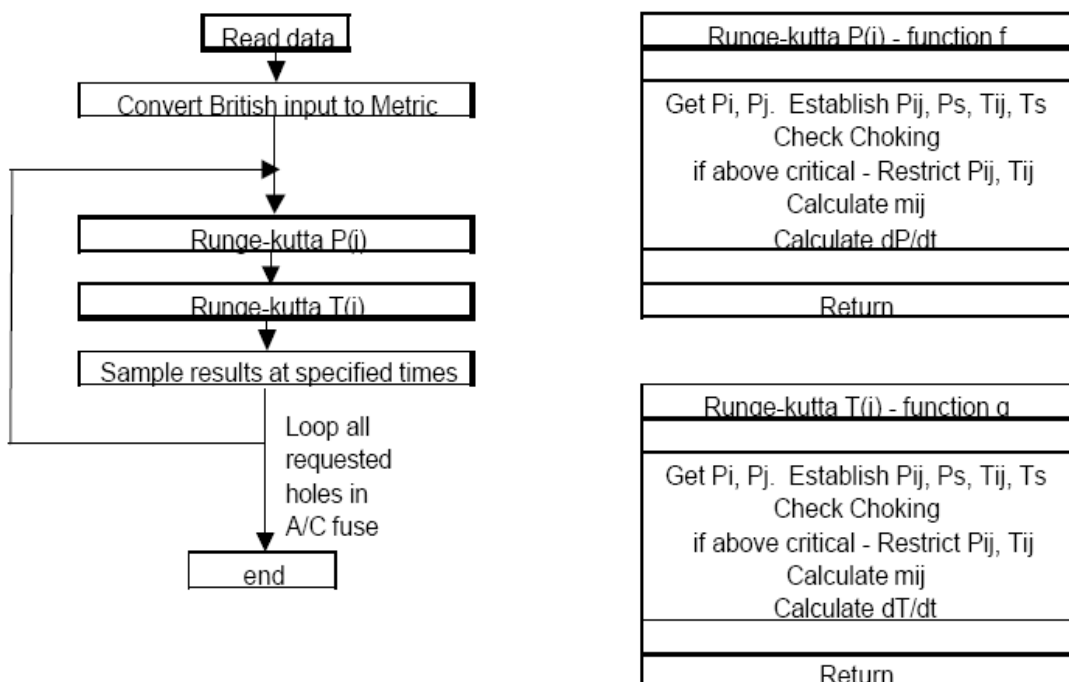 Read data
Convert British input to Metric
Runge-kutta P(i)
Runge-kutta T(i)
Sample results at specified times
Loop all
requested
holes in
A/C fuse
end
Runge-kutta P(i) - function f
Get Pi, Pj. Establish Pij, Ps, Tij, Ts
Check Choking
if above critical - Restrict Pij, Tij
Calculate mij
Calculate dP/dt
Return
Runge-kutta T(i) - function g
Get Pi, Pj. Establish Pij, Ps, Tij, Ts
Check Choking
if above critical - Restrict Pij, Tij
Calculate mij
Calculate dT/dt
Return